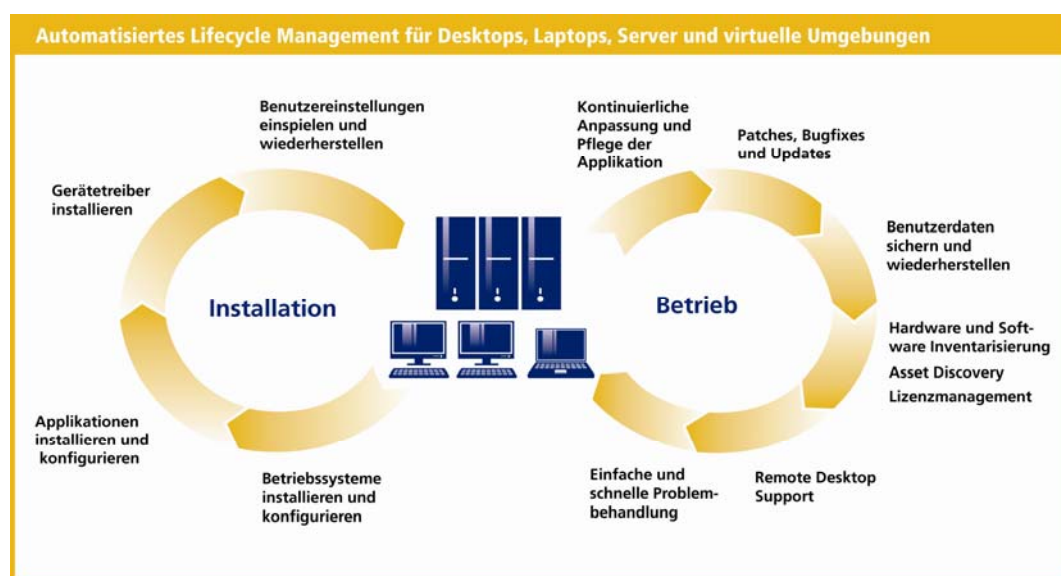 Automatisiertes Lifecycle Management für Desktops, Laptops, Server und virtuelle Umgebungen
Benutzereinstellungen
einspielen und
wiederherstellen
Gerätetreiber
installieren
Installation
Applikationen
installieren und
konfigurieren
Betriebssysteme
installieren und
konfigurieren
Kontinuierliche
Anpassung und
Pflege der
Applikation
Patches, Bugfixes
und Updates
Benutzerdaten
sichern und
wiederherstellen
Betrieb
Hardware und Soft-
ware Inventarisierung
Asset Discovery
Lizenzmanagement
Remote Desktop
Support
Einfache und
schnelle Problem-
behandlung